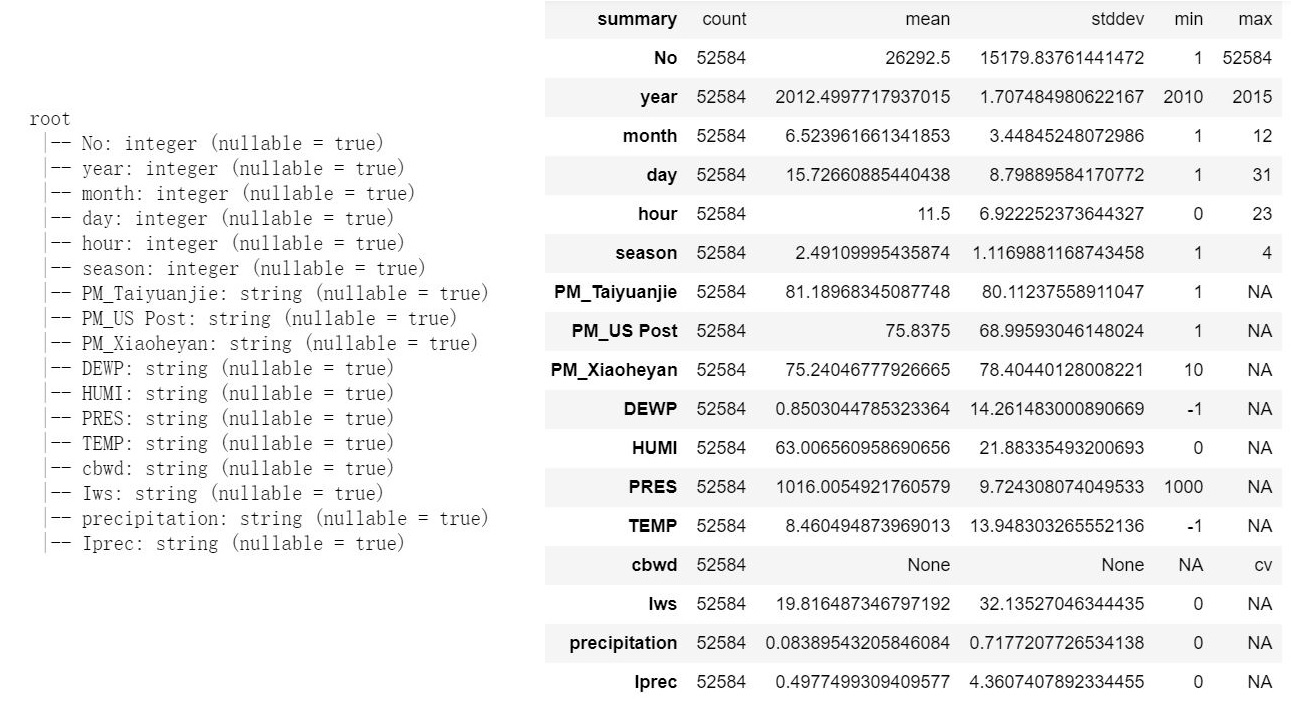 root
|-- No: integer (nullable = true)
|-- year: integer (nullable = true)
|-- month: integer (nullable = true)
|-- day: integer (nullable = true)
|-- hour: integer (nullable = true)
|-- season: integer (nullable = true)
|-- PM_Taiyuanjie: string (nullable = true)
|-- PM_US Post: string (nullable = true)
|-- PM_Xiaoheyan: string (nullable = true)
|-- DEWP: string (nullable = true)
|-- HUMI: string (nullable = true)
|-- PRES: string (nullable = true)
|-- TEMP: string (nullable = true)
|-- cbwd: string (nullable = true)
|-- Iws: string (nullable = true)
|-- precipitation: string (nullable = true)
|-- Iprec: string (nullable = true)
summary count mean stddev min max
No 52584 26292.5 15179.83761441472 1 52584
year 52584 2012.4997717937015 1.707484980622167 2010 2015
month 52584 6.523961661341853 3.44845248072986 1 12
day 52584 15.72660885440438 8.79889584170772 1 31
hour 52584 11.5 6.922252373644327 0 23
season 52584 2.49109995435874 1.1169881168743458 1 4
PM_Taiyuanjie 52584 81.18968345087748 80.11237558911047 1 NA
PM_US Post 52584 75.8375 68.99593046148024 1 NA
PM_Xiaoheyan 52584 75.24046777926665 78.40440128008221 10 NA
DEWP 52584 0.8503044785323364 14.261483000890669 -1 NA
HUMI 52584 63.006560958690656 21.88335493200693 0 NA
PRES 52584 1016.0054921760579 9.724308074049533 1000 NA
TEMP 52584 8.460494873969013 13.948303265552136 -1 NA
cbwd 52584 None None NA cv
Iws 52584 19.816487346797192 32.13527046344435 0 NA
precipitation 52584 0.08389543205846084 0.7177207726534138 0 NA
Iprec 52584 0.4977499309409577 4.3607407892334455 0 NA